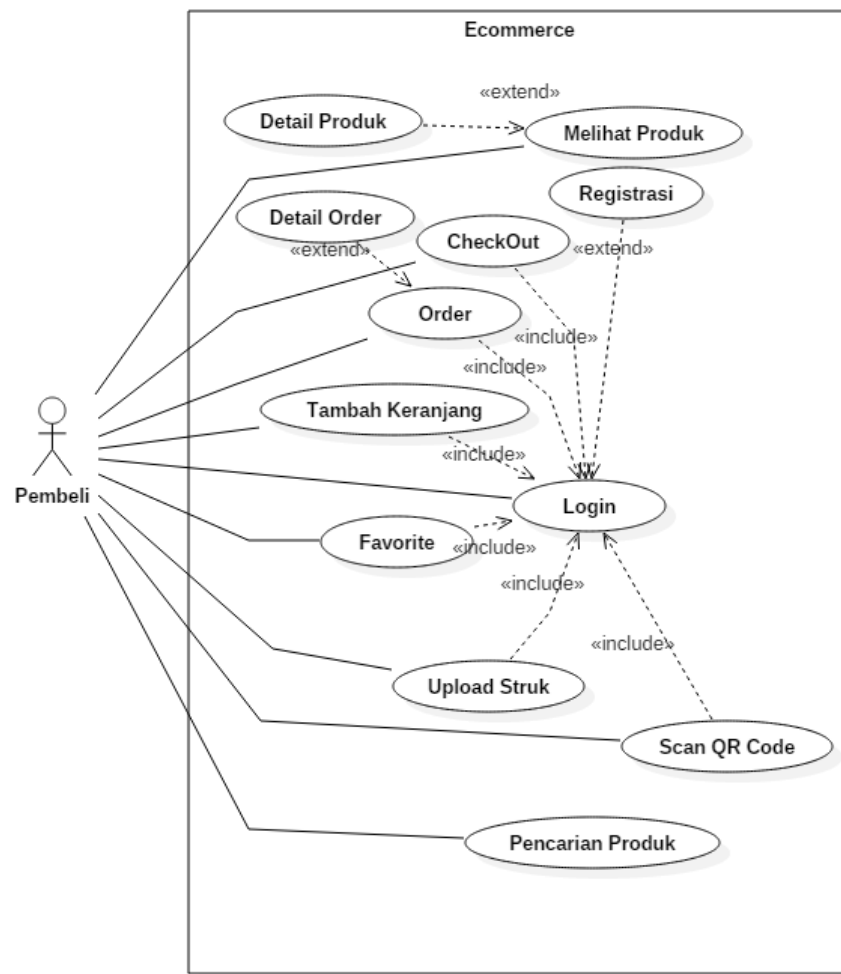 Ecommerce
«extend»
Detail Produk
Melihat Produk
Registrasi
Detail Order
CheckOut
«extend»
«extend»
Order
«include»
«include»
Tambah Keranjang
«include»
Pembeli
Login
Favorite
«include»
«include»
«include»
Upload Struk
Scan QR Code
Pencarian Produk